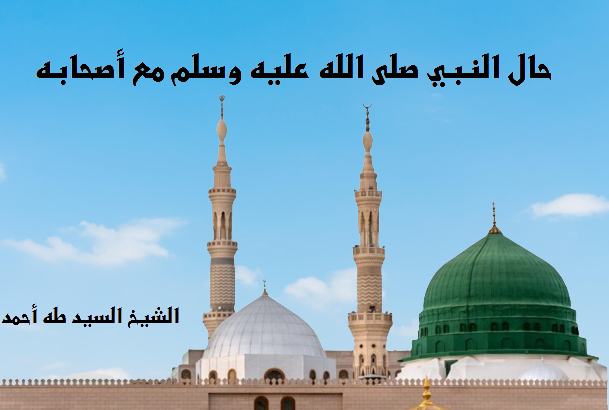 حال النبي صلى الله عليه وسلم مع أصحابه
الشيخ السيد طه أحمد